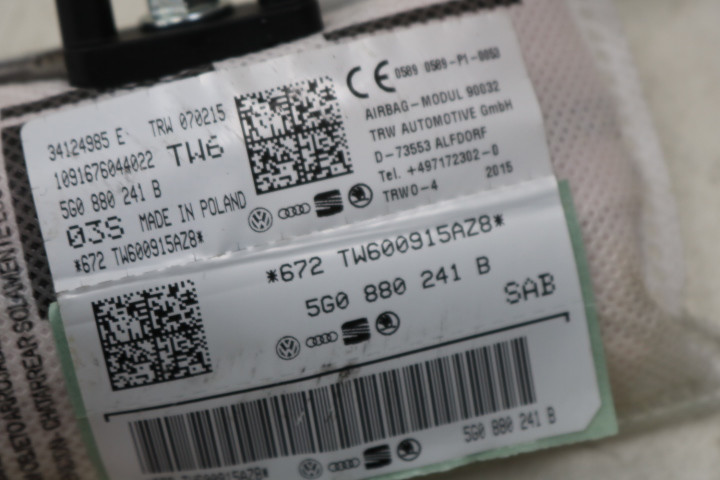 34124985 E TRW 070215
1091676044022 TW6
5G0 880 241 B
03S MADE IN POLAND
*672 TW600915AZ8*
CE 0589 0589-P1-0053
AIRBAG-MODUL 90032
TRW AUTOMOTIVE GmbH
D-73553 ALFDORF
Tel. +497172302-0
TRWO-4 2015
*672 TW600915AZ8*
5G0 880 241 B
SAB
5G0 880 241 B